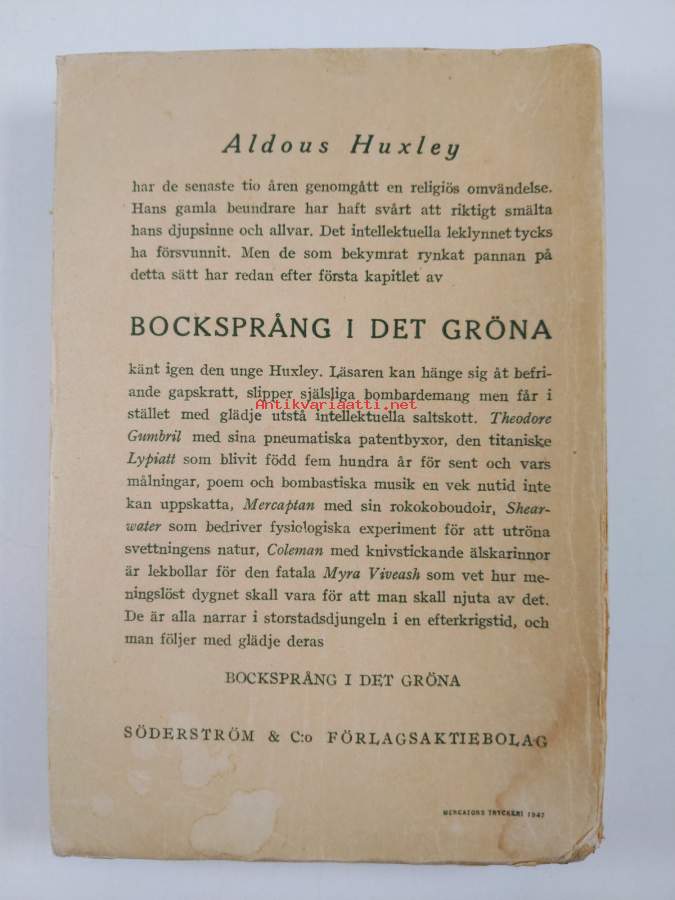 Aldous Huxley
har de senaste tio åren genomgått en religiös omvändelse.
Hans gamla beundrare har haft svårt att riktigt smälta
hans djupsinne och allvar. Det intellektuella leklynnet tycks
ha försvunnit. Men de som bekymrat rynkat pannan på
detta sätt har redan efter första kapitlet av
BOCKSPRÅNG I DET GRÖNA
känt igen den unge Huxley. Läsaren kan hänge sig åt befri-
ande gapskratt, slipper själsliga bombardemang men får i
Antikvariaatti.net
stället med glädje utstå intellektuella saltskott. Theodore
Gumbril med sina pneumatiska patentbyxor, den titaniske
Lypiatt som blivit född fem hundra år för sent och vars
målningar, poem och bombastiska musik en vek nutid inte
kan uppskatta, Mercaptan med sin rokokoboudoir, Shear-
water som bedriver fysiologiska experiment för att utröna
svettningens natur, Coleman med knivstickande älskarinnor
är lekbollar för den fatala Myra Viveash som vet hur me-
ningslöst dygnet skall vara för att man skall njuta av det.
De är alla narrar i storstadsdjungeln i en efterkrigstid, och
man följer med glädje deras
BOCKSPRÅNG I DET GRÖNA
SÖDERSTRÖM & C:o FÖRLAGSAKTIEBOLAG
MERCATORS TRYCKERI 1947